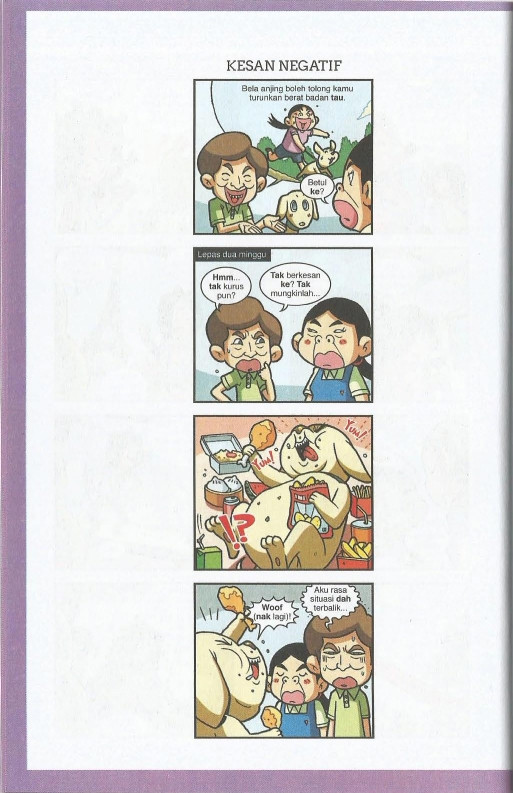 KESAN NEGATIF
Bela anjing boleh tolong kamu
turunkan berat badan tau.
Betul
ke?
Lepas dua minggu
Hmm...
tak kurus
pun?
Tak berkesan
ke? Tak
mungkinlah...
YUM!
YUM!
!?
Woof
(nak lagi)!
Aku rasa
situasi dah
terbalik...